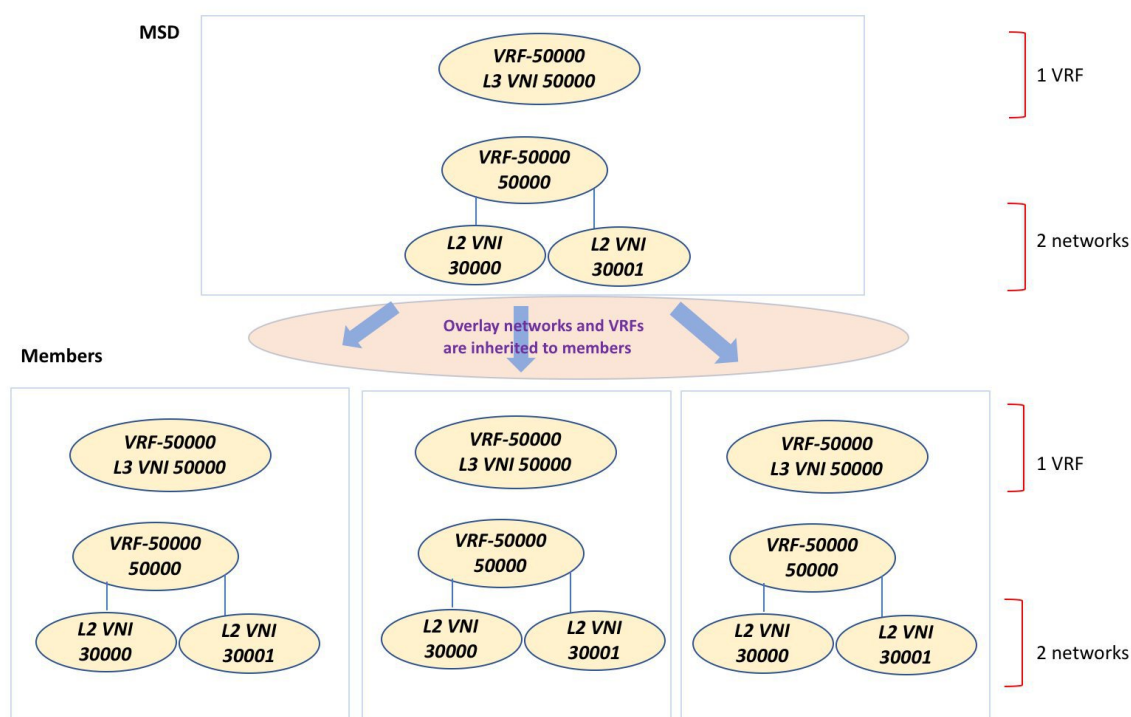 MSD
VRF-50000
L3 VNI 50000
1 VRF
VRF-50000
50000
L2 VNI
30000
L2 VNI
30001
2 networks
Overlay networks and VRFs
are inherited to members
Members
VRF-50000
L3 VNI 50000
VRF-50000
L3 VNI 50000
VRF-50000
L3 VNI 50000
1 VRF
VRF-50000
50000
VRF-50000
50000
VRF-50000
50000
L2 VNI
30000
L2 VNI
30001
L2 VNI
30000
L2 VNI
30001
L2 VNI
30000
L2 VNI
30001
2 networks